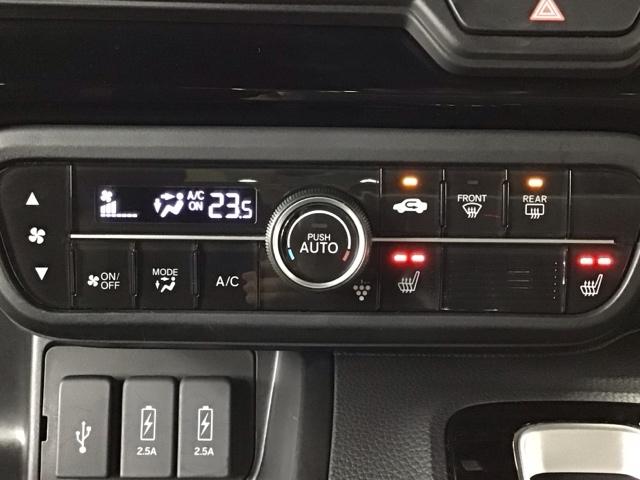 A/C
ON
23.5
PUSH
AUTO
FRONT
REAR
ON/
OFF
MODE
A/C
2.5A
2.5A